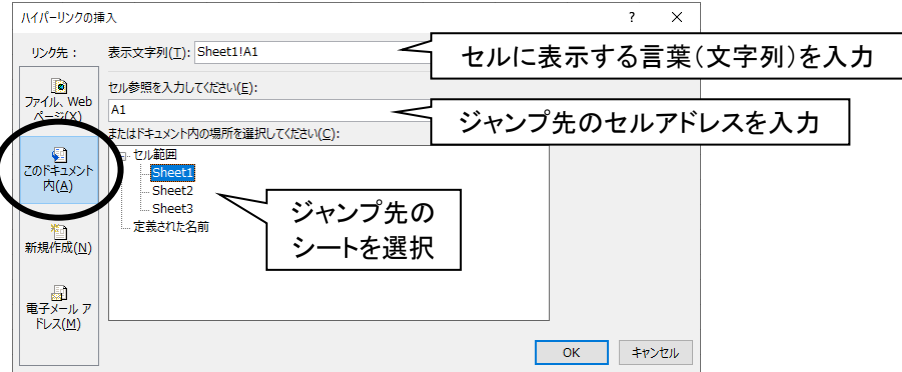 ハイパーリンクの挿入
? ×
リンク先：
表示文字列(T): Sheet1!A1
セルに表示する言葉（文字列）を入力
ファイル、Web
ページ(X)
セル参照を入力してください(E):
A1
ジャンプ先のセルアドレスを入力
またはドキュメント内の場所を選択してください(C):
このドキュメント
内(A)
セル範囲
Sheet1
Sheet2
Sheet3
定義された名前
ジャンプ先の
シートを選択
新規作成(N)
電子メール ア
ドレス(M)
OK
キャンセル